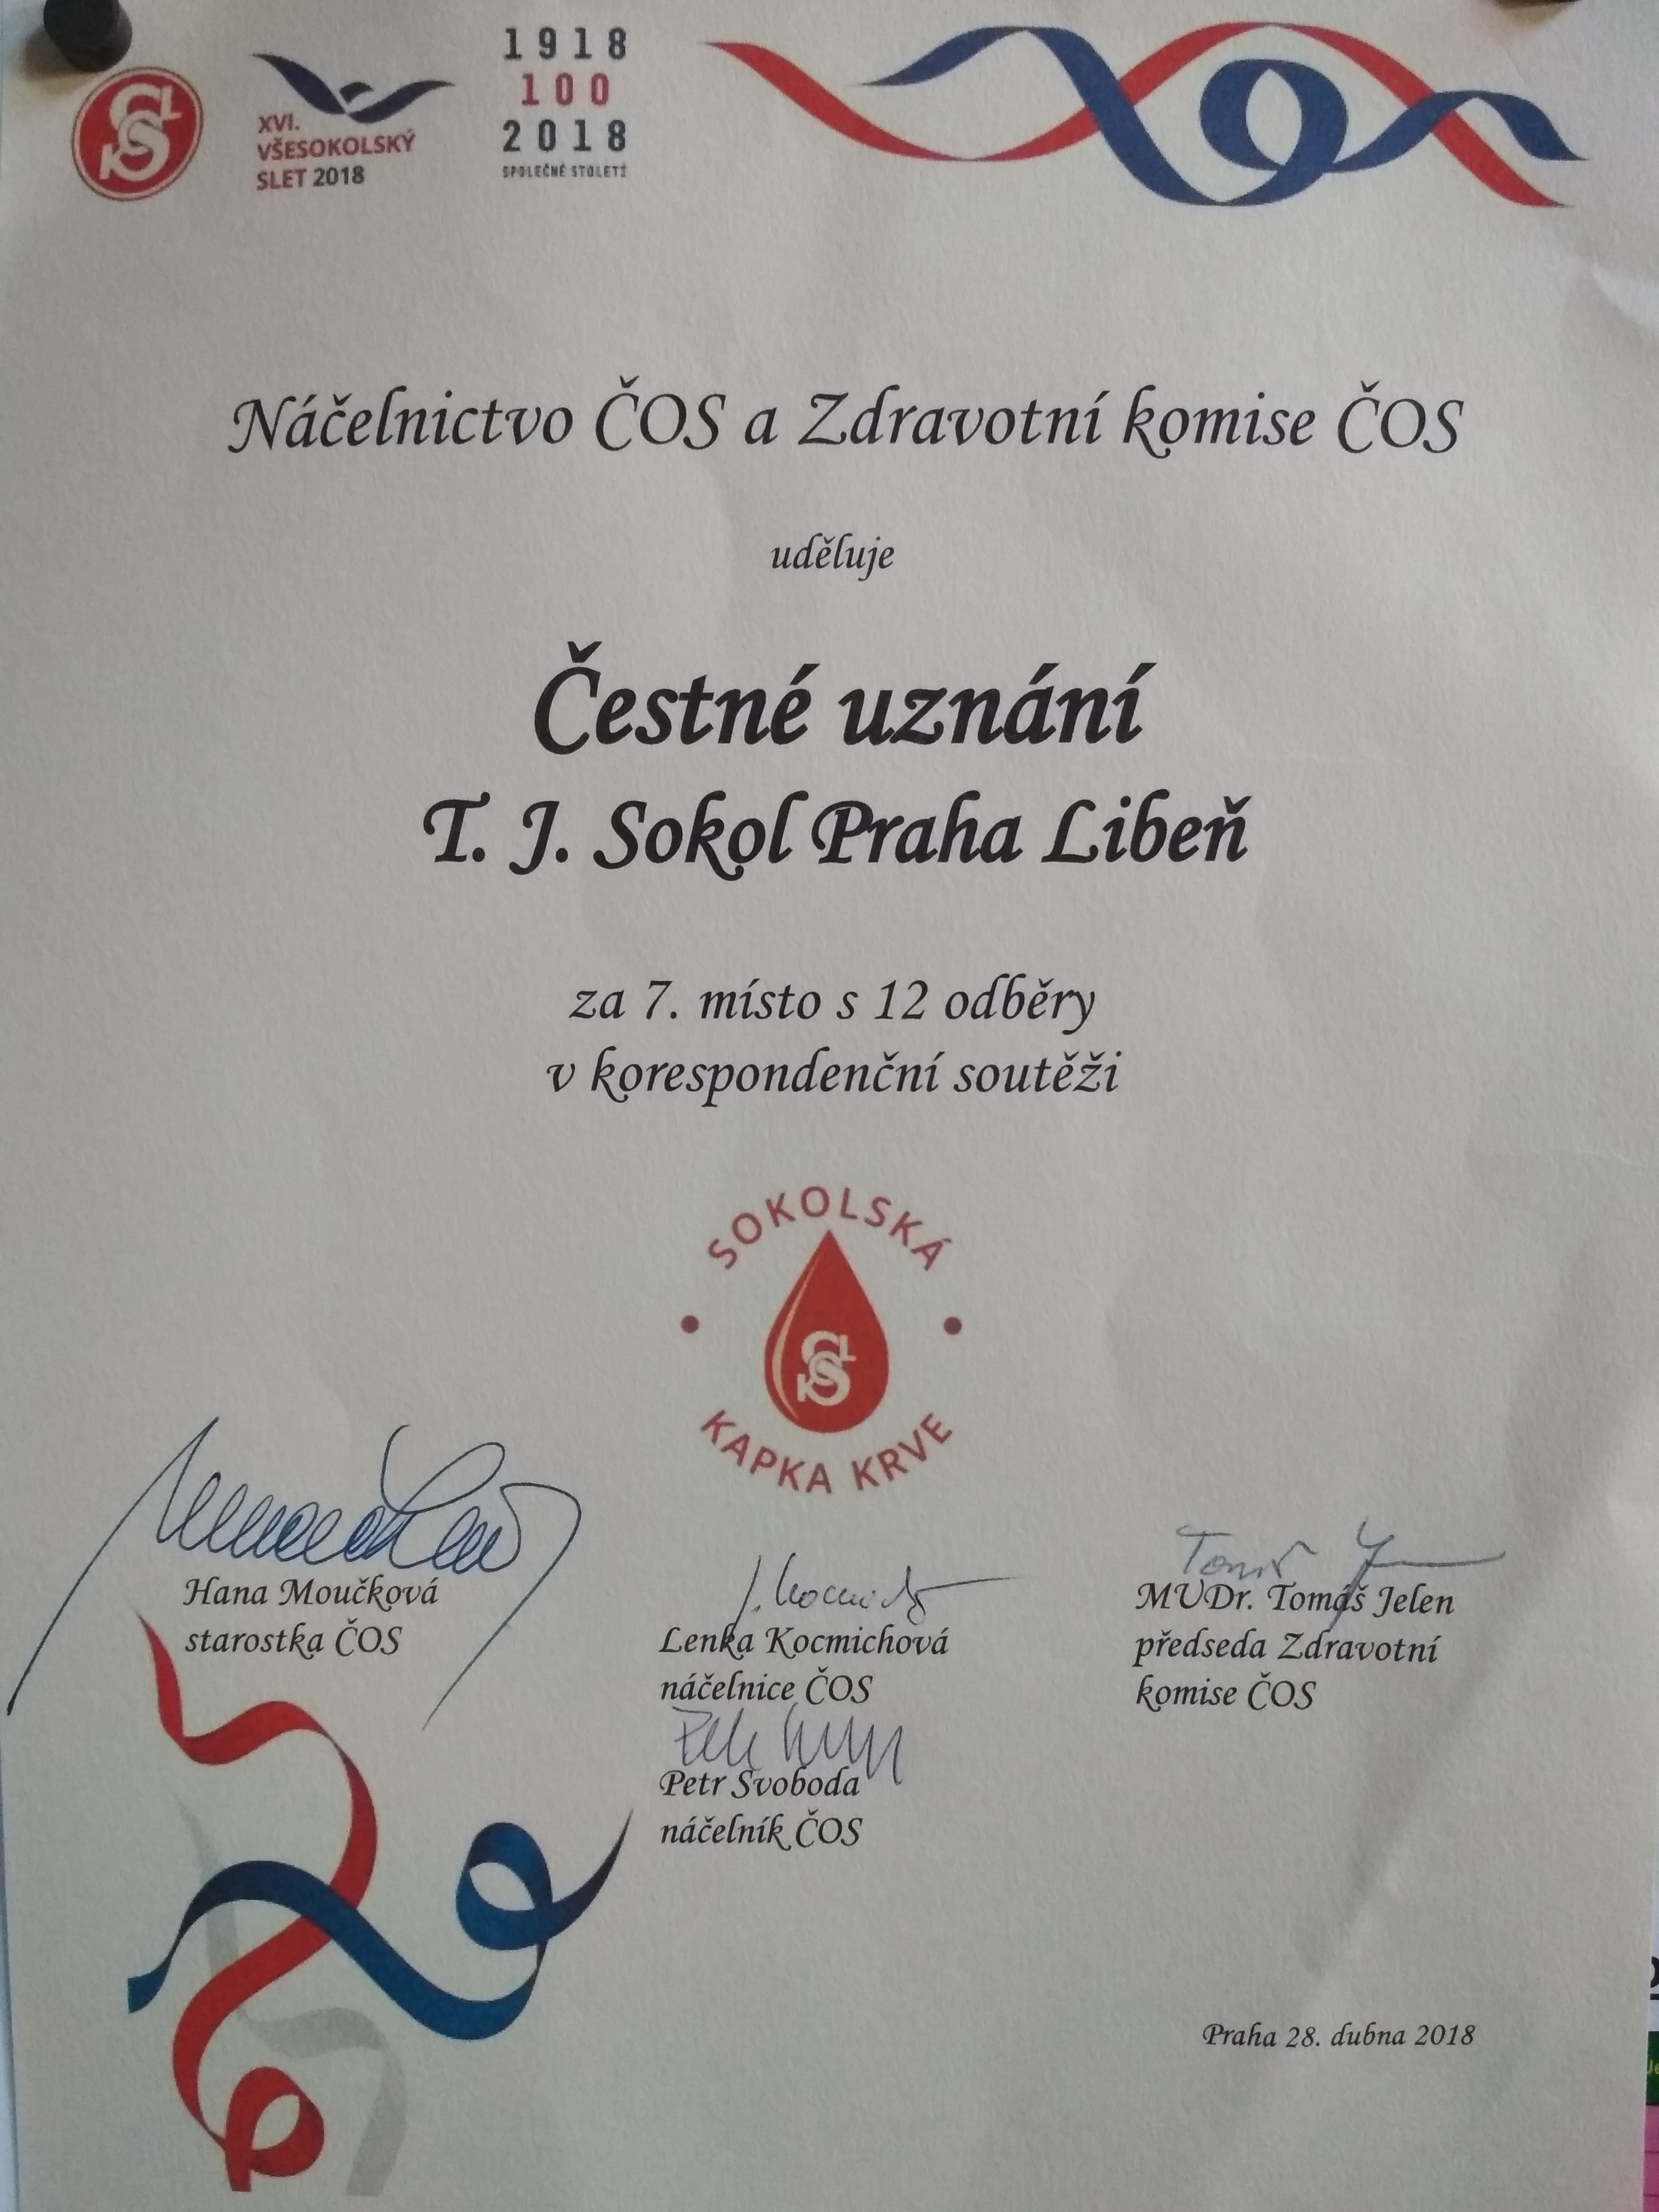 XVI.
VŠESOKOLSKÝ
SLET 2018
1918
100
2018
SPOLEČNÉ STOLETÍ
Náčelnictvo ČOS a Zdravotní komise ČOS
uděluje
Čestné uznání
T. J. Sokol Praha Libeň
za 7. místo s 12 odběry
v korespondenční soutěži
SOKOLSKÁ
KAPKA KRVE
Hana Moučková
starostka ČOS
Lenka Kocmichová
náčelnice ČOS
Petr Svoboda
náčelník ČOS
MUDr. Tomáš Jelen
předseda Zdravotní
komise ČOS
Praha 28. dubna 2018